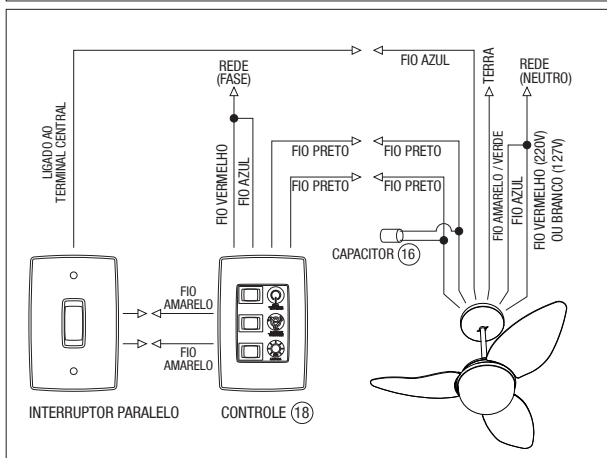 FIO AZUL
REDE
(FASE)
TERRA
REDE
(NEUTRO)
LIGADO AO
TERMINAL CENTRAL
FIO VERMELHO
FIO AZUL
FIO PRETO
FIO PRETO
FIO PRETO
FIO PRETO
FIO AMARELO / VERDE
FIO AZUL
FIO VERMELHO (220V)
OU BRANCO (127V)
CAPACITOR 16
FIO
AMARELO
FIO
AMARELO
INTERRUPTOR PARALELO
CONTROLE 18